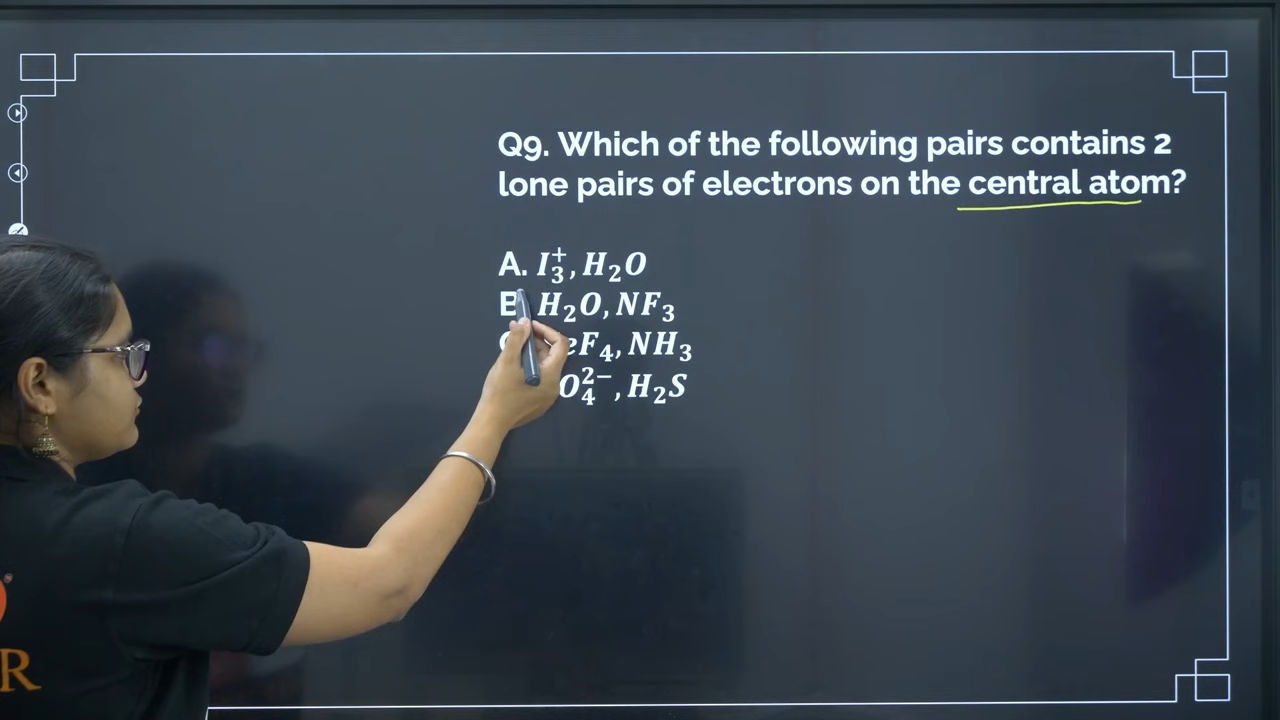 Q9. Which of the following pairs contains 2
lone pairs of electrons on the central atom?
A. I₃⁺, H₂O
B H₂O, NF₃
eF₄, NH₃
O₄²⁻, H₂S
R